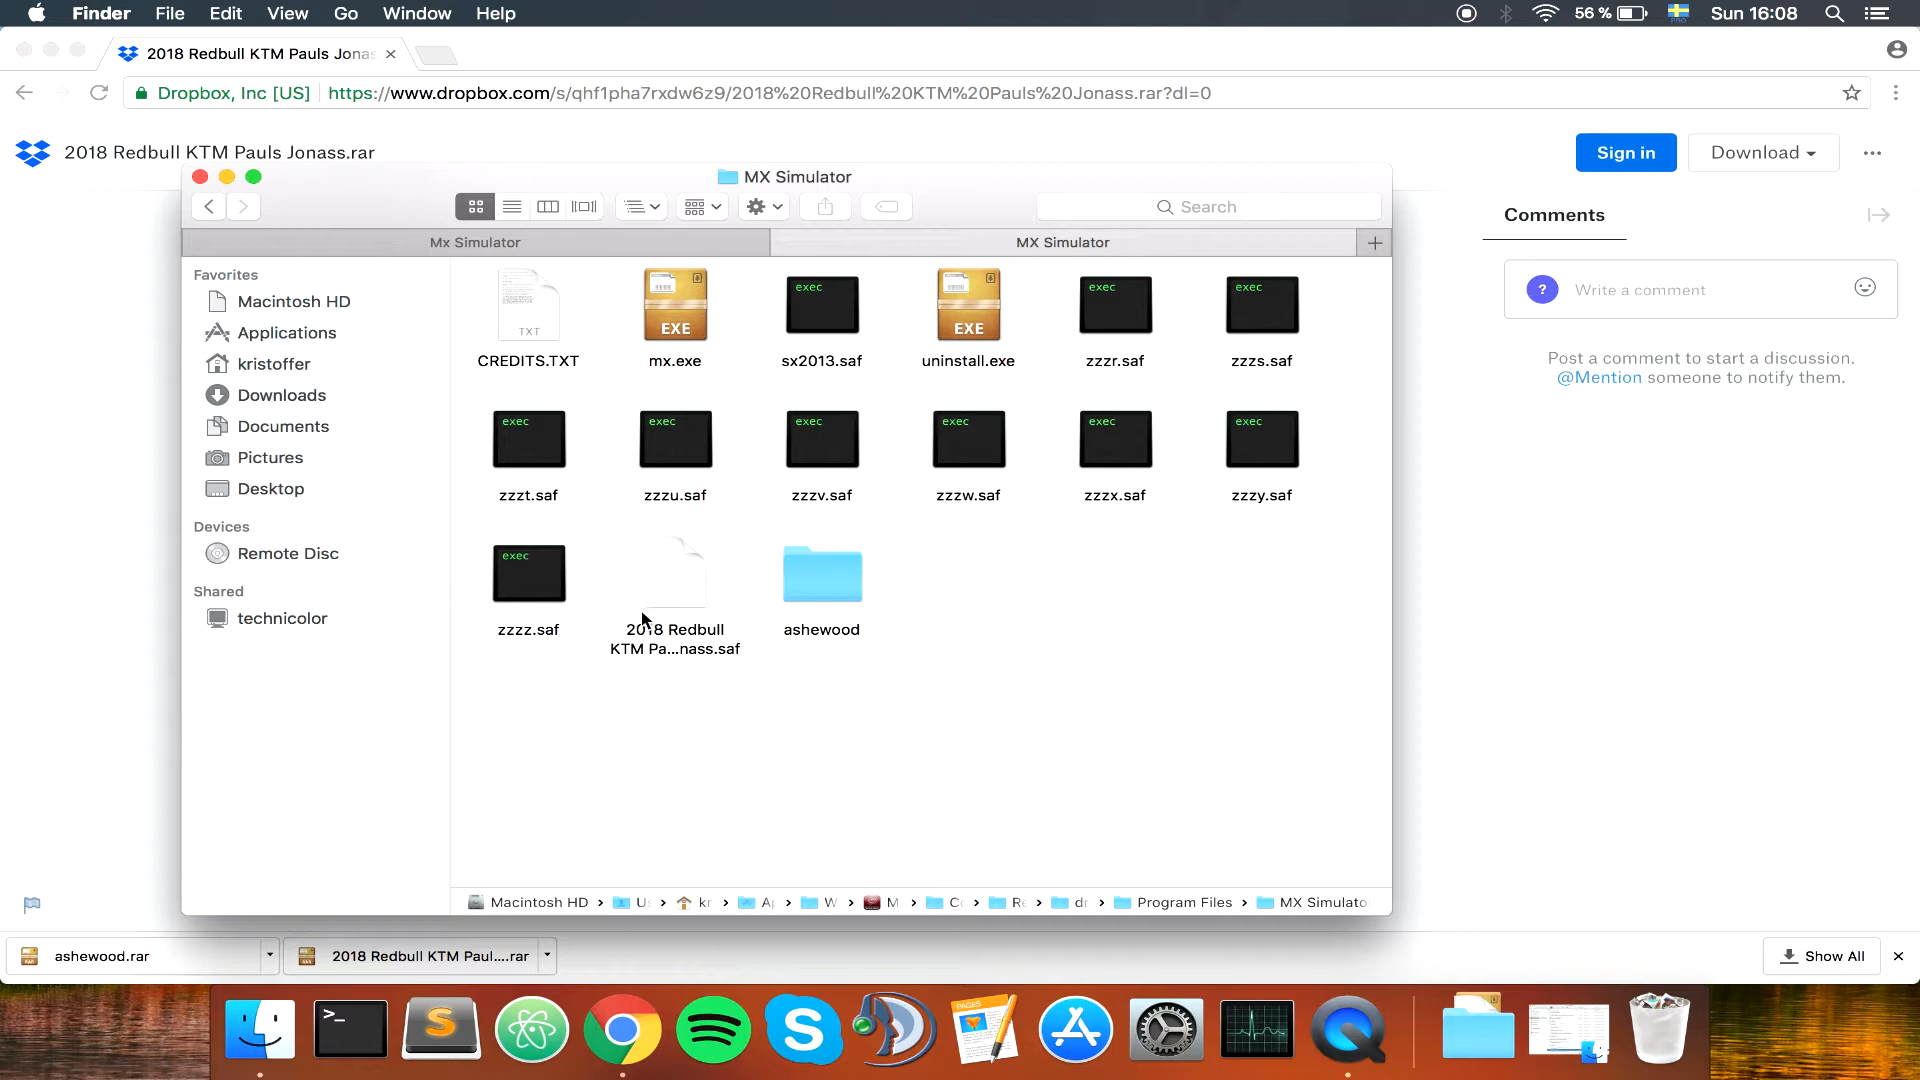 Finder File Edit View Go Window Help
56 % Sun 16:08
2018 Redbull KTM Pauls Jonas
Dropbox, Inc [US] https://www.dropbox.com/s/qhf1pha7rxdw6z9/2018%20Redbull%20KTM%20Pauls%20Jonass.rar?dl=0
2018 Redbull KTM Pauls Jonass.rar
Sign in
Download
MX Simulator
Search
Mx Simulator
MX Simulator
Comments
?
Write a comment
Post a comment to start a discussion.
@Mention someone to notify them.
Favorites
Macintosh HD
Applications
kristoffer
Downloads
Documents
Pictures
Desktop
Devices
Remote Disc
Shared
technicolor
TXT EXE exec EXE exec exec
CREDITS.TXT mx.exe sx2013.saf uninstall.exe zzzr.saf zzzs.saf
exec exec exec exec exec exec
zzzt.saf zzzu.saf zzzv.saf zzzw.saf zzzx.saf zzzy.saf
exec
zzzz.saf 2018 Redbull ashewood
KTM Pa...nass.saf
Macintosh HD › U › kr › A › W › M › C › R › dr › Program Files › MX Simulato
ashewood.rar
2018 Redbull KTM Paul....rar
Show All
>_
S